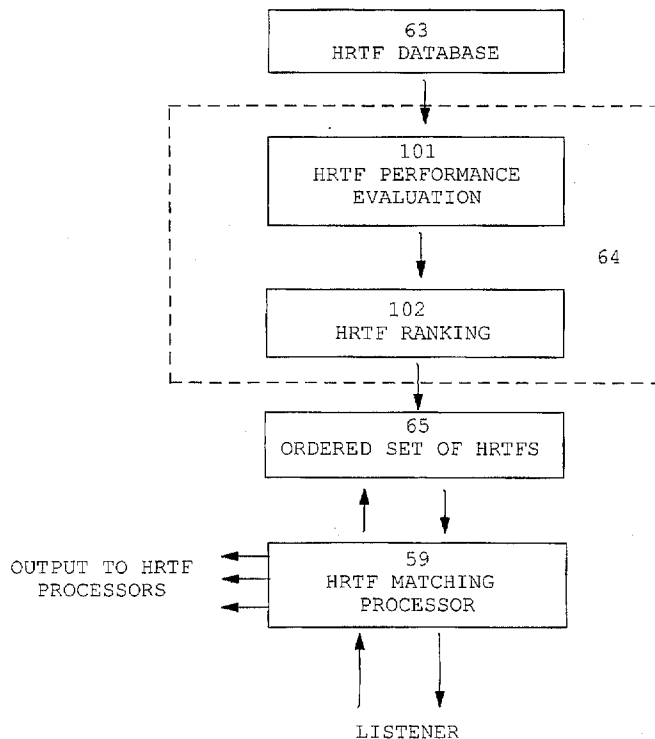 63
HRTF DATABASE
101
HRTF PERFORMANCE
EVALUATION
64
102
HRTF RANKING
65
ORDERED SET OF HRTFS
59
HRTF MATCHING
PROCESSOR
OUTPUT TO HRTF
PROCESSORS
LISTENER